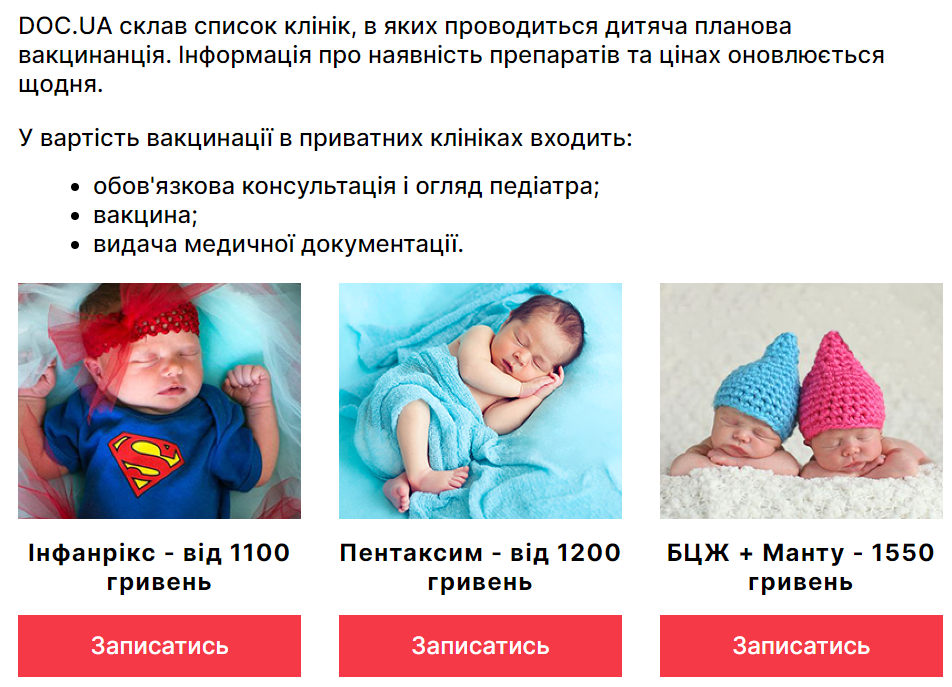 DOC.UA склав список клінік, в яких проводиться дитяча планова
вакцинанція. Інформація про наявність препаратів та цінах оновлюється
щодня.
У вартість вакцинації в приватних клініках входить:
• обов'язкова консультація і огляд педіатра;
• вакцина;
• видача медичної документації.
Інфанрікс - від 1100
гривень
Пентаксим - від 1200
гривень
БЦЖ + Манту - 1550
гривень
Записатись
Записатись
Записатись